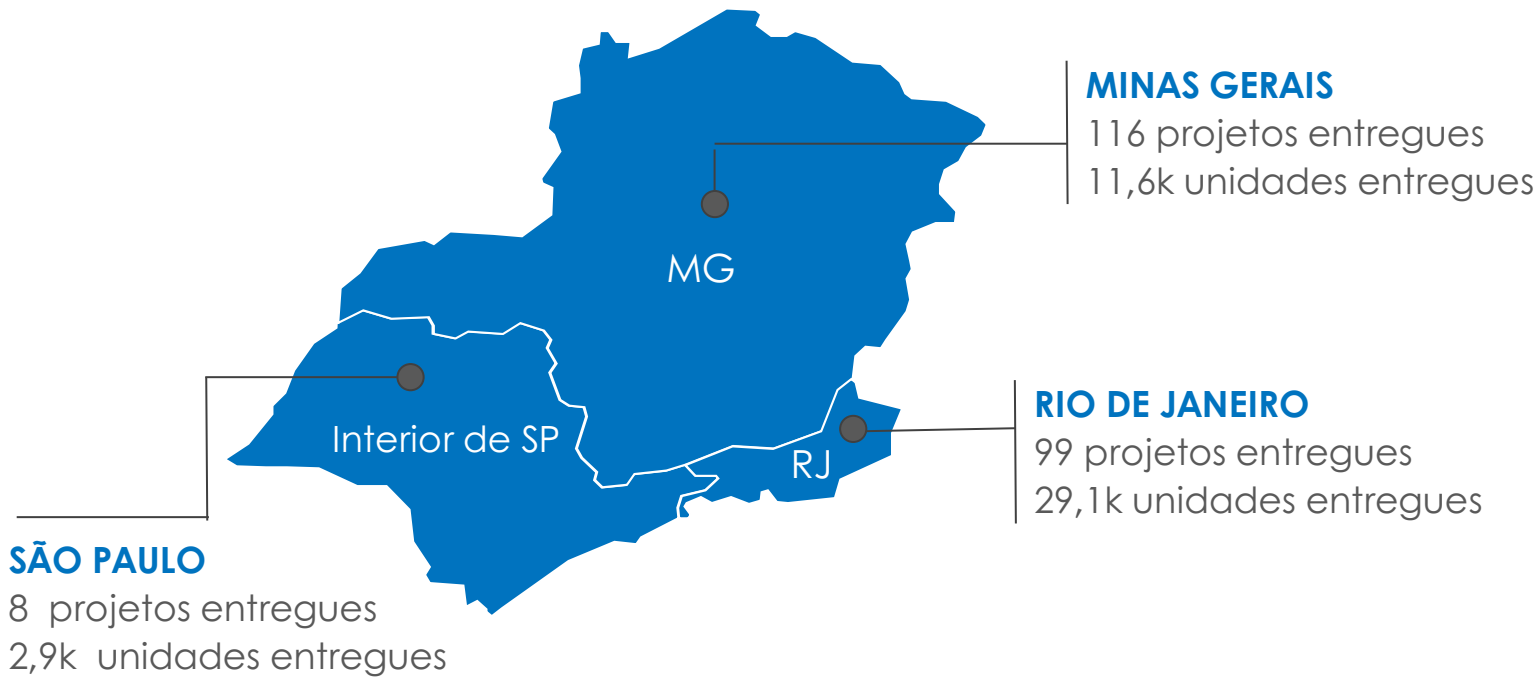 MINAS GERAIS
116 projetos entregues
11,6k unidades entregues
MG
Interior de SP
RIO DE JANEIRO
99 projetos entregues
29,1k unidades entregues
RJ
SÃO PAULO
8 projetos entregues
2,9k unidades entregues